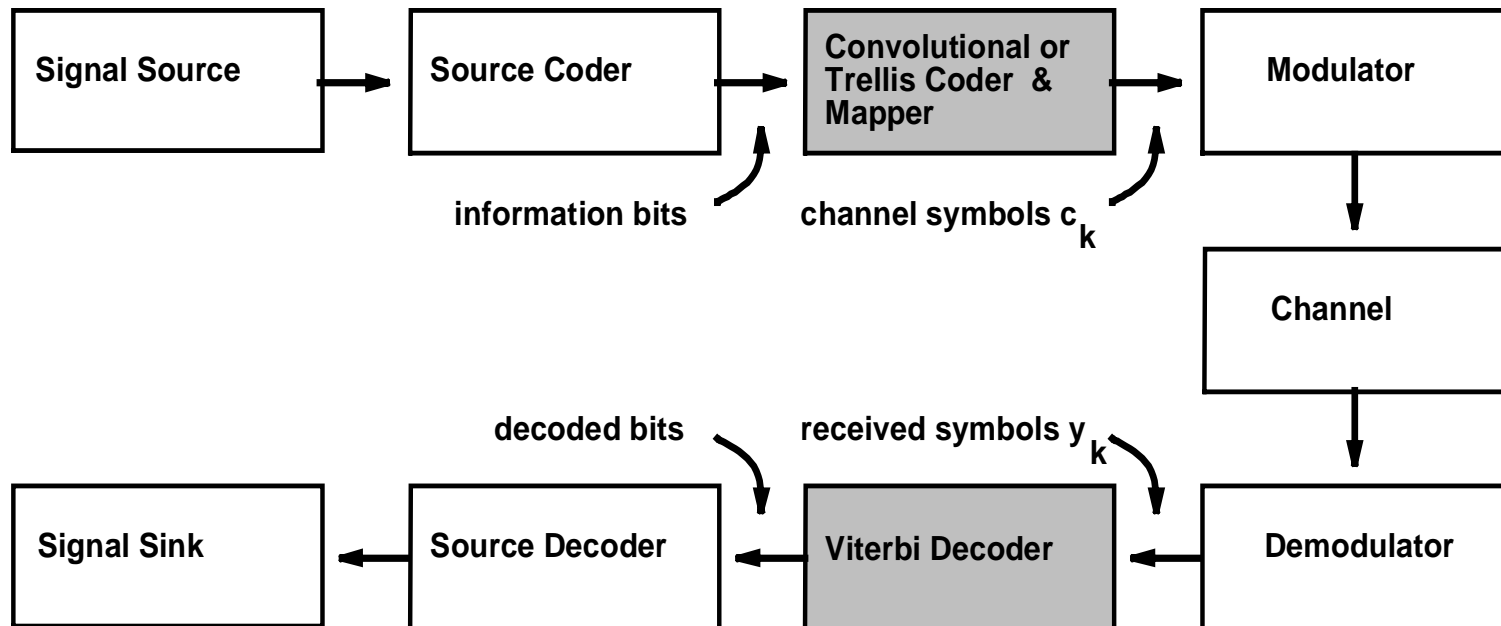 Signal Source
Source Coder
Convolutional or
Trellis Coder &
Mapper
Modulator
information bits
channel symbols c
k
Channel
decoded bits
received symbols y
k
Signal Sink
Source Decoder
Viterbi Decoder
Demodulator